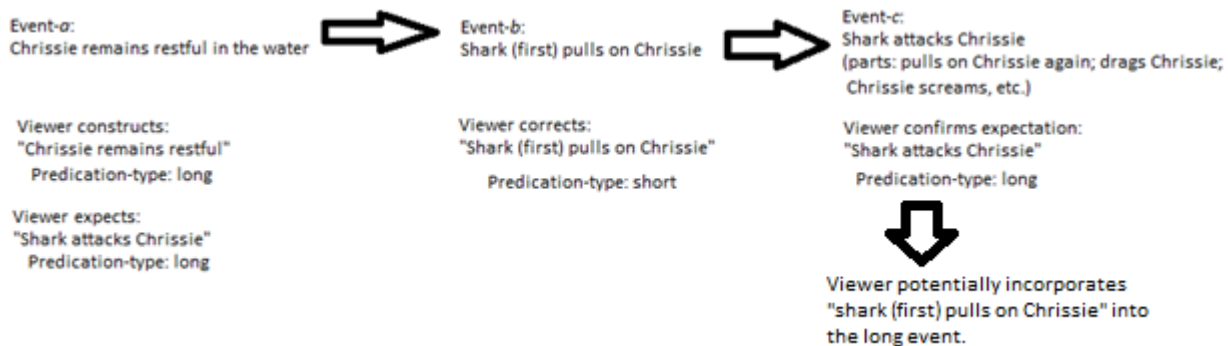 Event-a:
Chrissie remains restful in the water
Viewer constructs:
"Chrissie remains restful"
Predication-type: long
Viewer expects:
"Shark attacks Chrissie"
Predication-type: long
Event-b:
Shark (first) pulls on Chrissie
Viewer corrects:
"Shark (first) pulls on Chrissie"
Predication-type: short
Event-c:
Shark attacks Chrissie
(parts: pulls on Chrissie again; drags Chrissie;
Chrissie screams, etc.)
Viewer confirms expectation:
"Shark attacks Chrissie"
Predication-type: long
Viewer potentially incorporates
"shark (first) pulls on Chrissie" into
the long event.